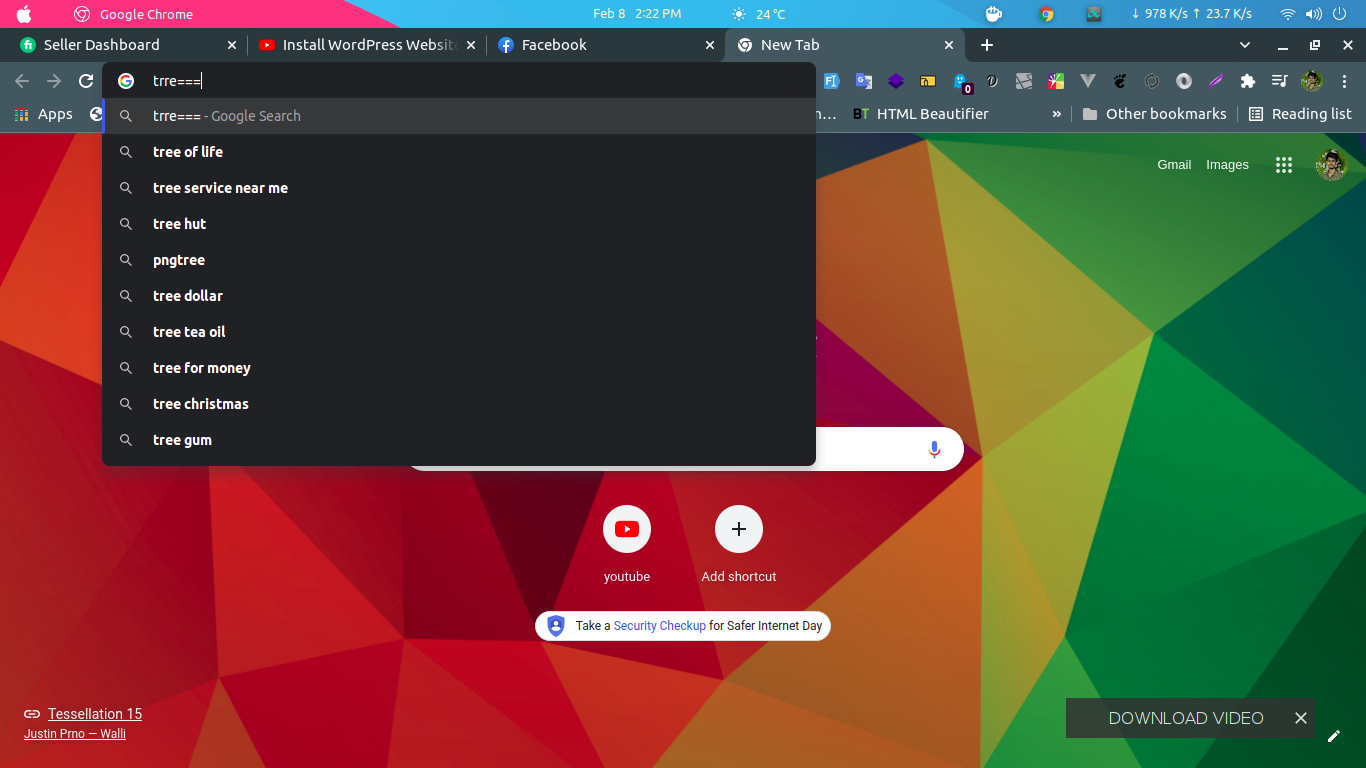 Google Chrome
Feb 8 2:22 PM
24 °C
↓ 978 K/s ↑ 23.7 K/s
Seller Dashboard
Install WordPress Website
Facebook
New Tab
trre===
0
Apps
HTML Beautifier
»
Other bookmarks
Reading list
trre=== - Google Search
tree of life
tree service near me
tree hut
pngtree
tree dollar
tree tea oil
tree for money
tree christmas
tree gum
Gmail
Images
youtube
Add shortcut
Take a Security Checkup for Safer Internet Day
Tessellation 15
Justin Prno — Walli
DOWNLOAD VIDEO